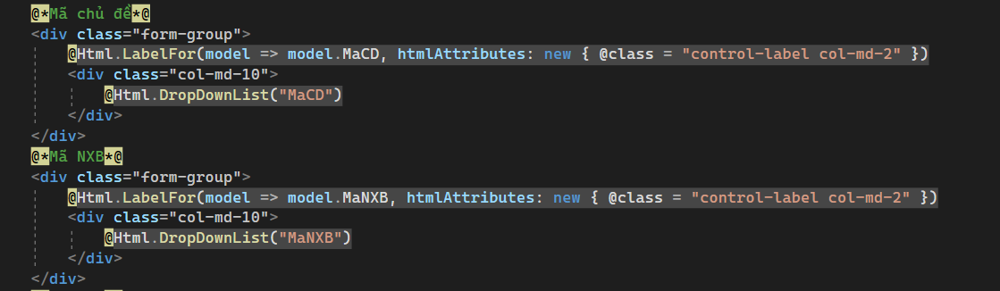 @*Mã chủ đề*@
<div class="form-group">
@Html.LabelFor(model => model.MaCD, htmlAttributes: new { @class = "control-label col-md-2" })
<div class="col-md-10">
@Html.DropDownList("MaCD")
</div>
</div>
@*Mã NXB*@
<div class="form-group">
@Html.LabelFor(model => model.MaNXB, htmlAttributes: new { @class = "control-label col-md-2" })
<div class="col-md-10">
@Html.DropDownList("MaNXB")
</div>
</div>